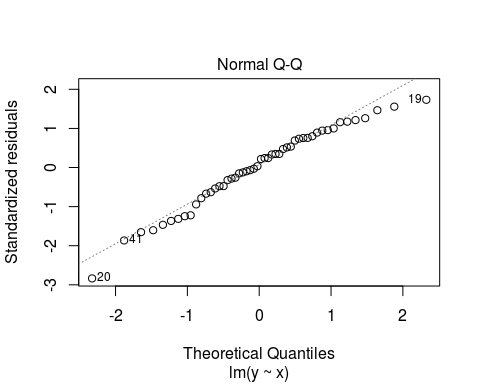 Normal Q-Q
Standardized residuals
2
1
0
-1
-2
-3
19
41
20
-2 -1 0 1 2
Theoretical Quantiles
lm(y ~ x)